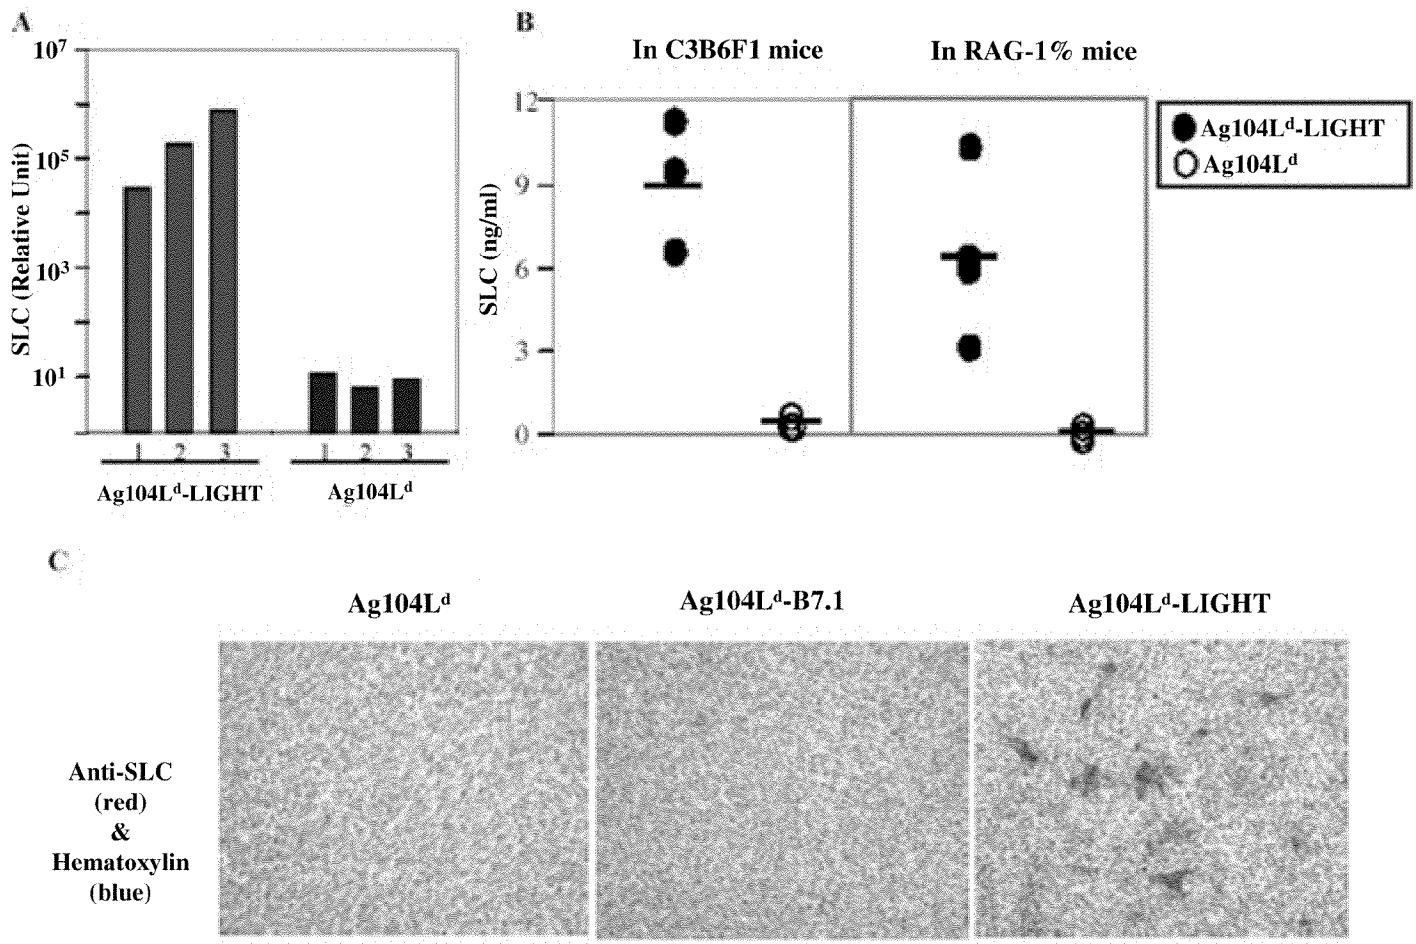 A
SLC (Relative Unit)
10⁷
10⁵
10³
10¹
1 2 3 1 2 3
Ag104Lᵈ-LIGHT Ag104Lᵈ
B
In C3B6F1 mice In RAG-1% mice
SLC (ng/ml)
12
9
6
3
0
Ag104Lᵈ-LIGHT
Ag104Lᵈ
C
Ag104Lᵈ Ag104Lᵈ-B7.1 Ag104Lᵈ-LIGHT
Anti-SLC
(red)
&
Hematoxylin
(blue)